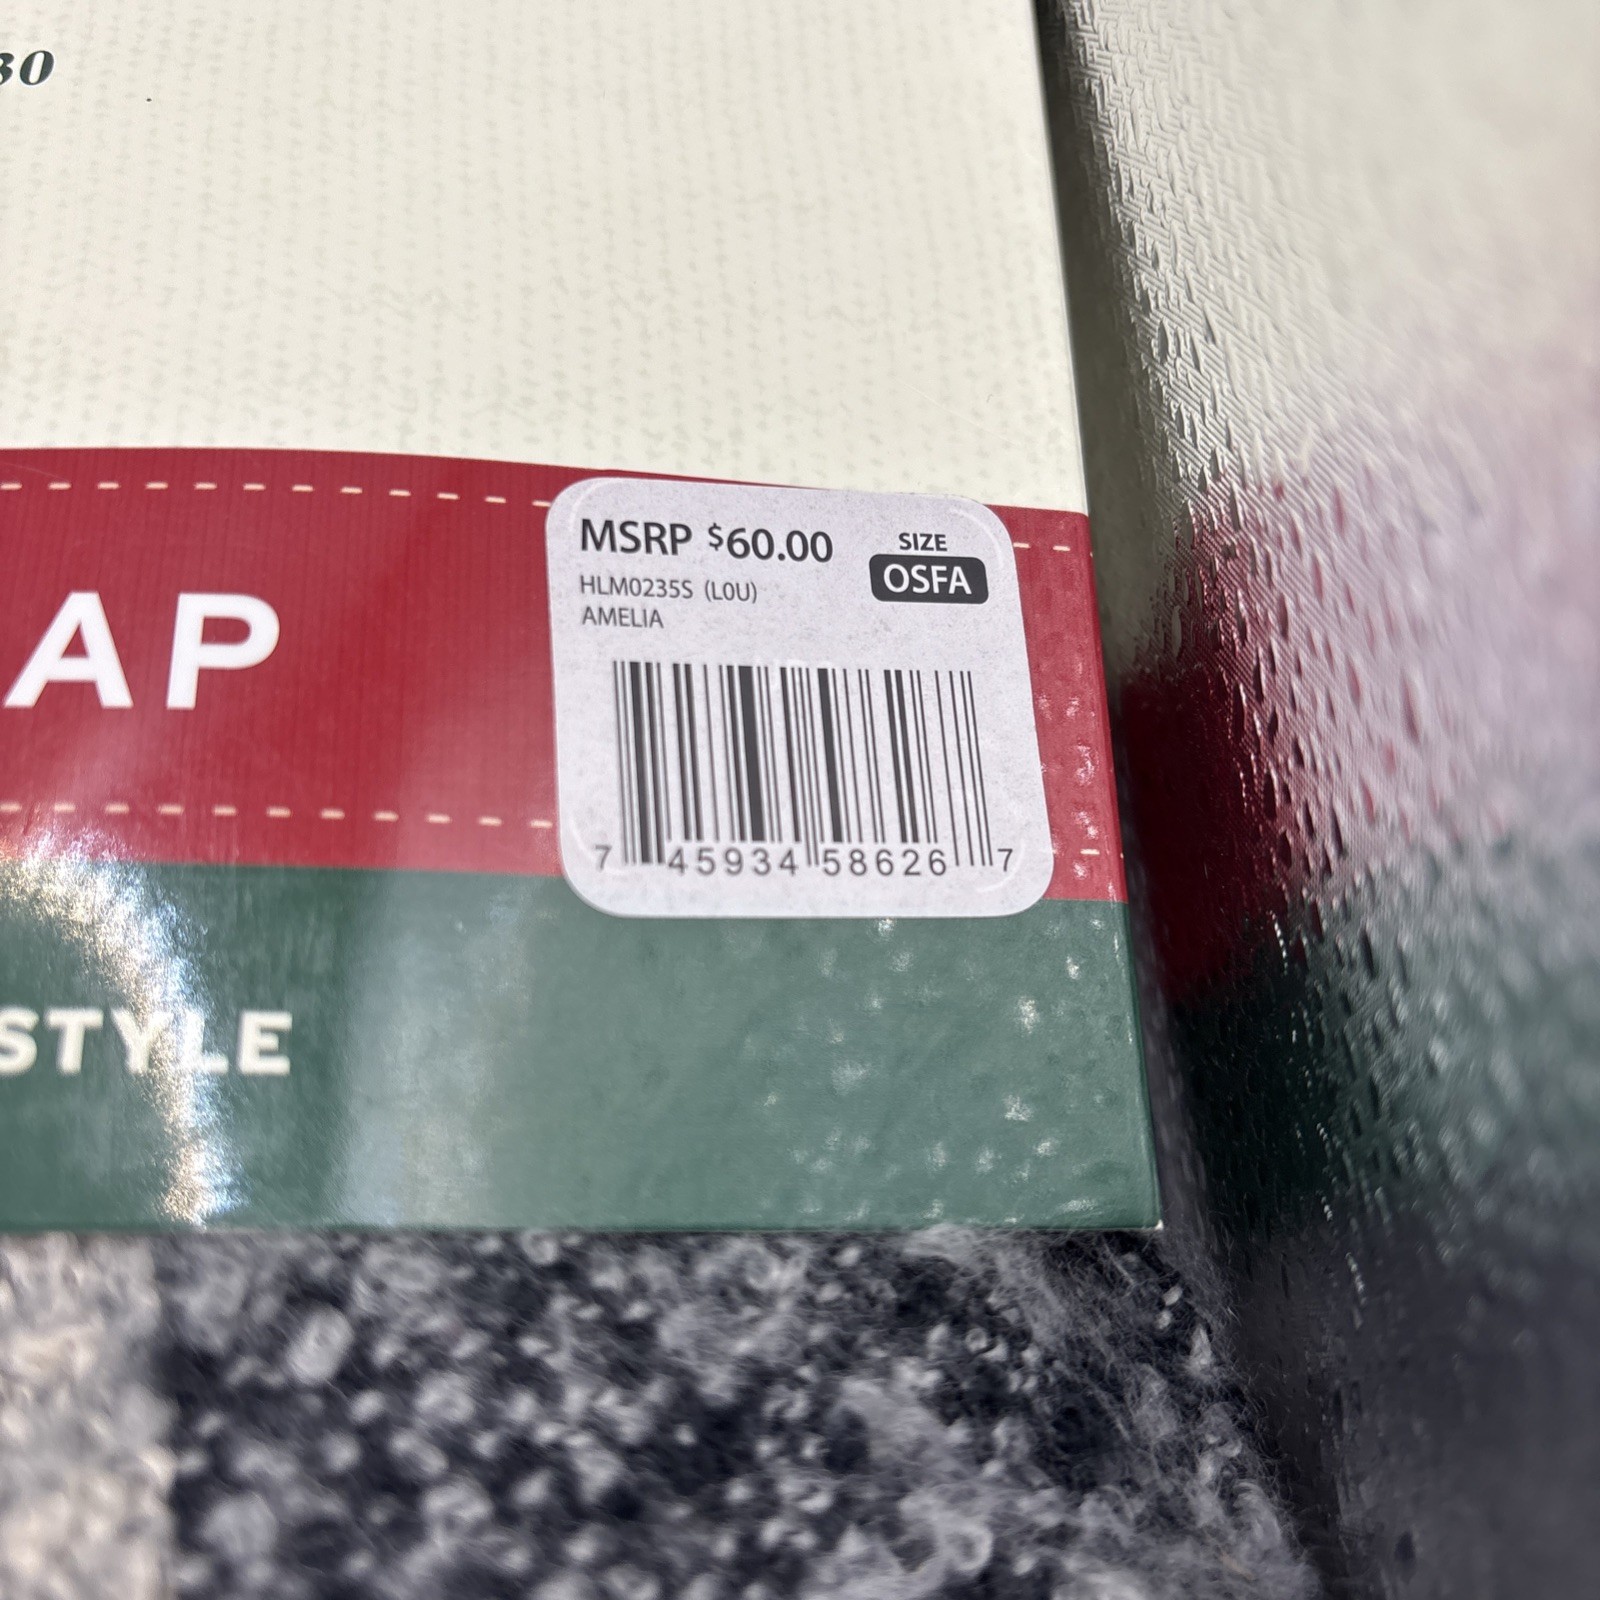 30
MSRP $60.00
SIZE
HLM0235S (L0U)
OSFA
AMELIA
AP
7 45934 58626 7
STYLE